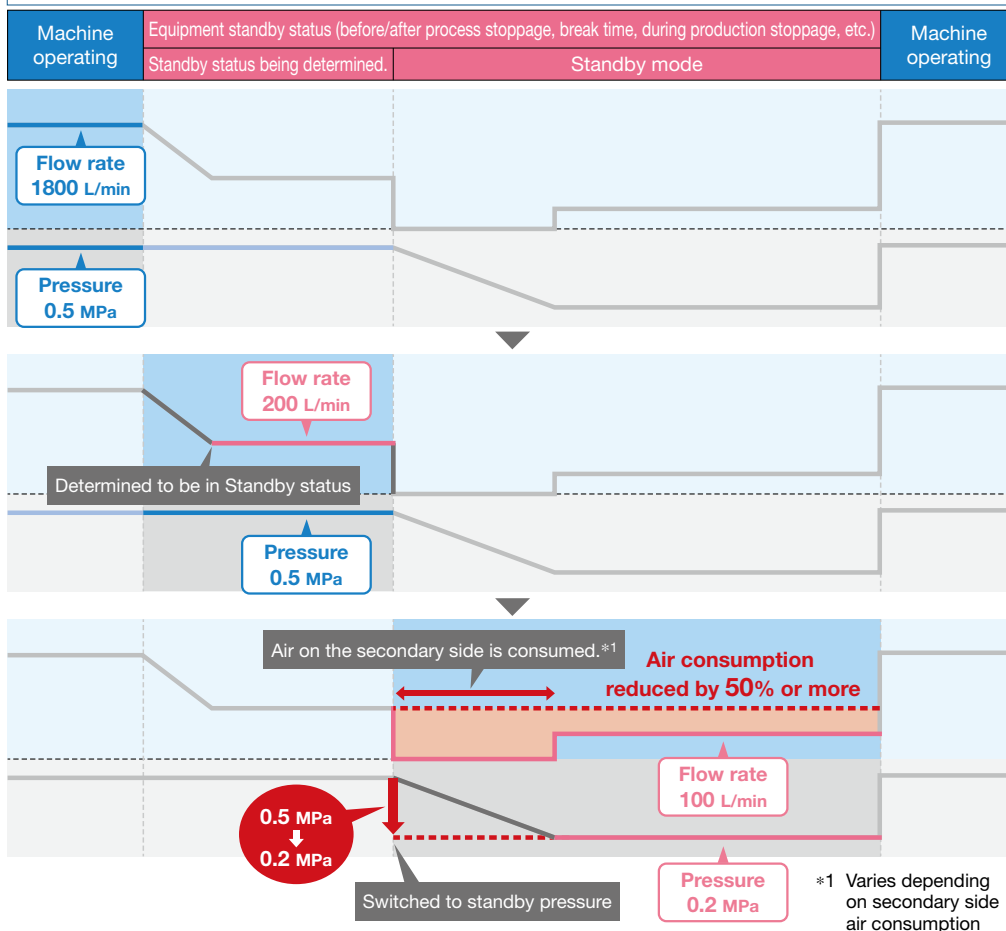 Machine
operating
Equipment standby status (before/after process stoppage, break time, during production stoppage, etc.)
Standby status being determined.
Standby mode
Machine
operating
Flow rate
1800 L/min
Pressure
0.5 MPa
Flow rate
200 L/min
Determined to be in Standby status
Pressure
0.5 MPa
Air on the secondary side is consumed.*1
Air consumption
reduced by 50% or more
Flow rate
100 L/min
0.5 MPa
0.2 MPa
Switched to standby pressure
Pressure
0.2 MPa
*1 Varies depending
on secondary side
air consumption